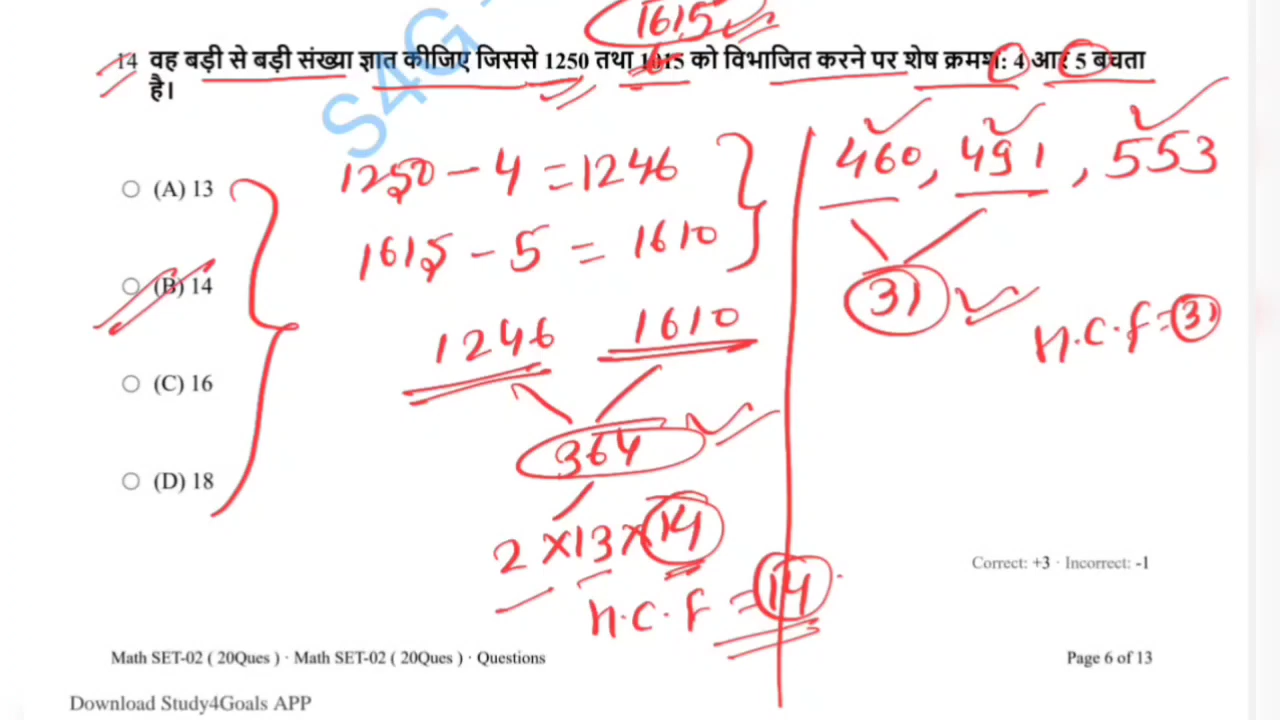 1615
14 वह बड़ी से बड़ी संख्या ज्ञात कीजिए जिससे 1250 तथा 1615 को विभाजित करने पर शेष क्रमश: 4 और 5 बचता
है।
S4G
(A) 13
(B) 14
(C) 16
(D) 18
1250 - 4 = 1246
1615 - 5 = 1610
1246 1610
364
2 × 13 × 14
H.C.F = 14
460, 491, 553
31
H.C.F = 31
Correct: +3 · Incorrect: -1
Math SET-02 ( 20Ques ) · Math SET-02 ( 20Ques ) · Questions
Page 6 of 13
Download Study4Goals APP